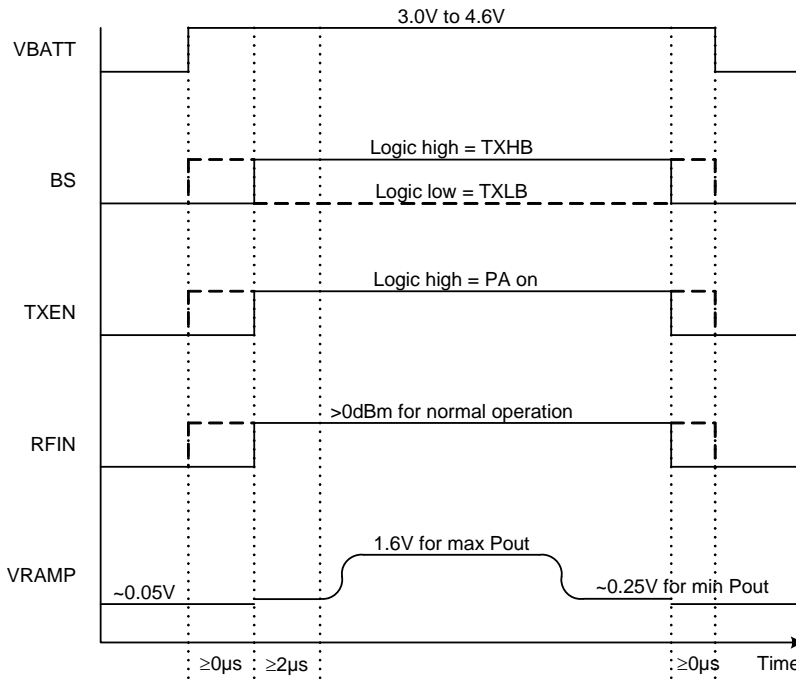 3.0V to 4.6V
VBATT
Logic high = TXHB
BS
Logic low = TXLB
Logic high = PA on
TXEN
>0dBm for normal operation
RFIN
1.6V for max Pout
VRAMP
~0.05V
~0.25V for min Pout
≥0μs
≥2μs
≥0μs
Time